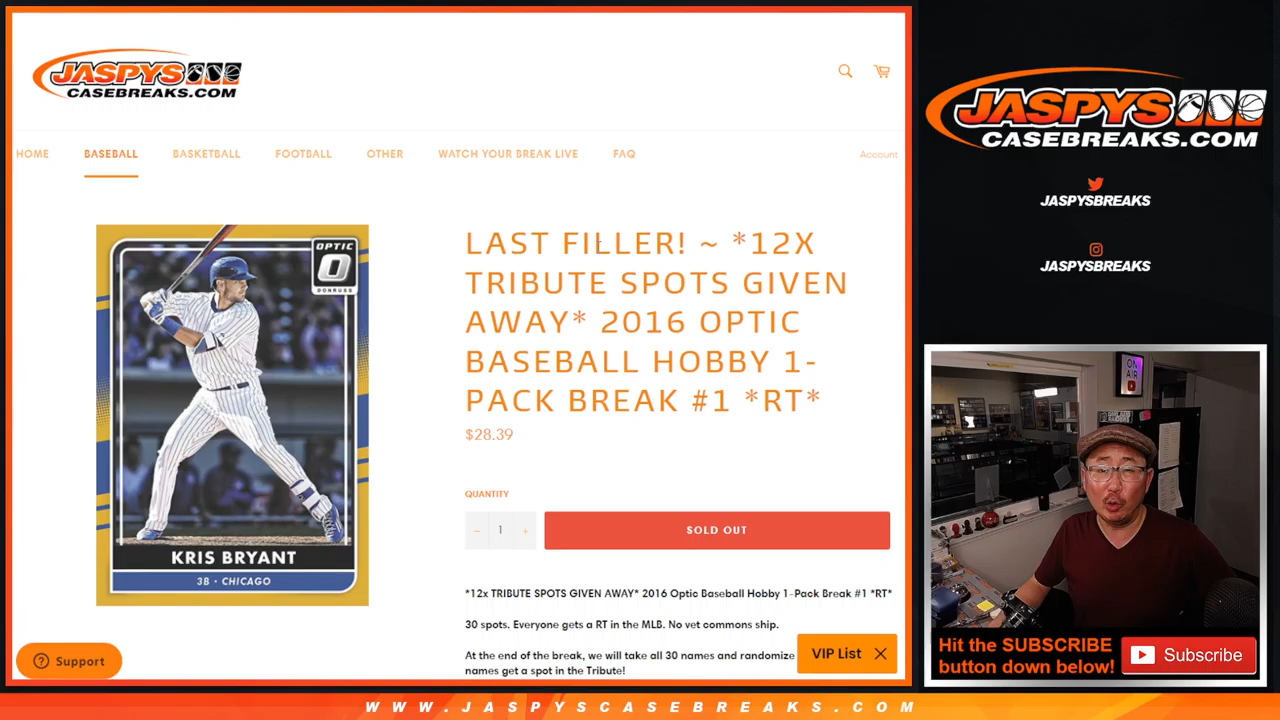 JASPYS
CASEBREAKS.COM
HOME BASEBALL BASKETBALL FOOTBALL OTHER WATCH YOUR BREAK LIVE FAQ Account
OPTIC
O
DONRUSS
KRIS BRYANT
3B • CHICAGO
LAST FILLER! ~ *12X
TRIBUTE SPOTS GIVEN
AWAY* 2016 OPTIC
BASEBALL HOBBY 1-
PACK BREAK #1 *RT*
$28.39
QUANTITY
− 1 + SOLD OUT
*12x TRIBUTE SPOTS GIVEN AWAY* 2016 Optic Baseball Hobby 1-Pack Break #1 *RT*
30 spots. Everyone gets a RT in the MLB. No vet commons ship.
At the end of the break, we will take all 30 names and randomize
names get a spot in the Tribute!
Support
VIP List
JASPYS
CASEBREAKS.COM
JASPYSBREAKS
JASPYSBREAKS
ON
AIR
Hit the SUBSCRIBE
button down below!
Subscribe
WWW.JASPYSCASEBREAKS.COM